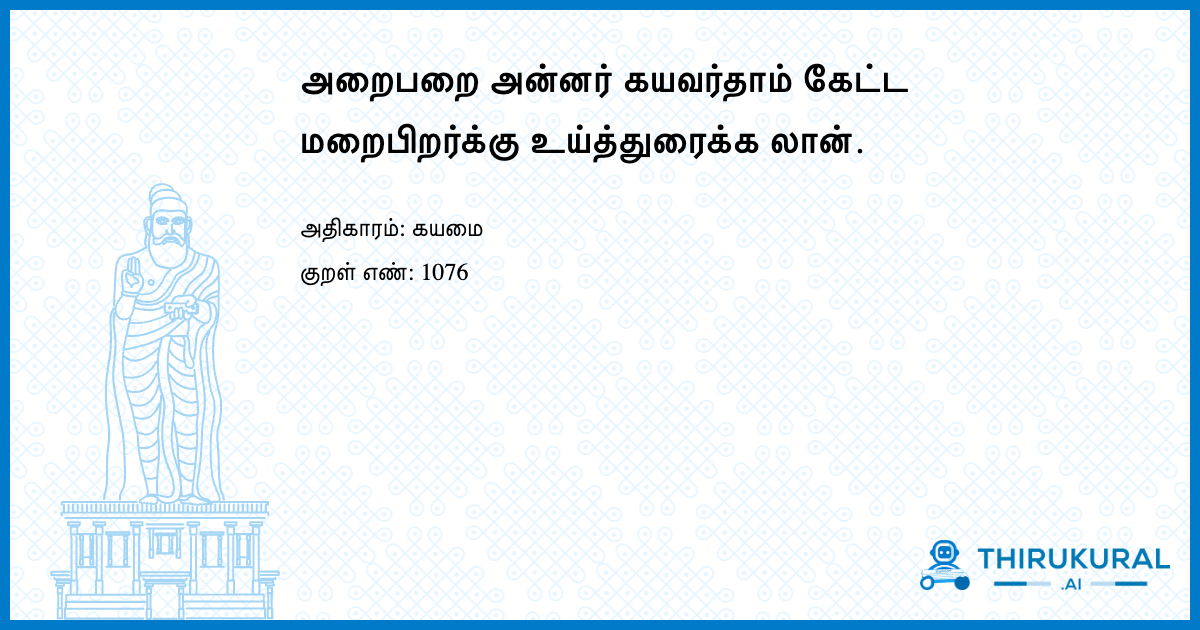 அறைபறை அன்னர் கயவர்தாம் கேட்ட
மறைபிறர்க்கு உய்த்துரைக்க லான்.
அதிகாரம்: கயமை
குறள் எண்: 1076
THIRUKURAL
.AI